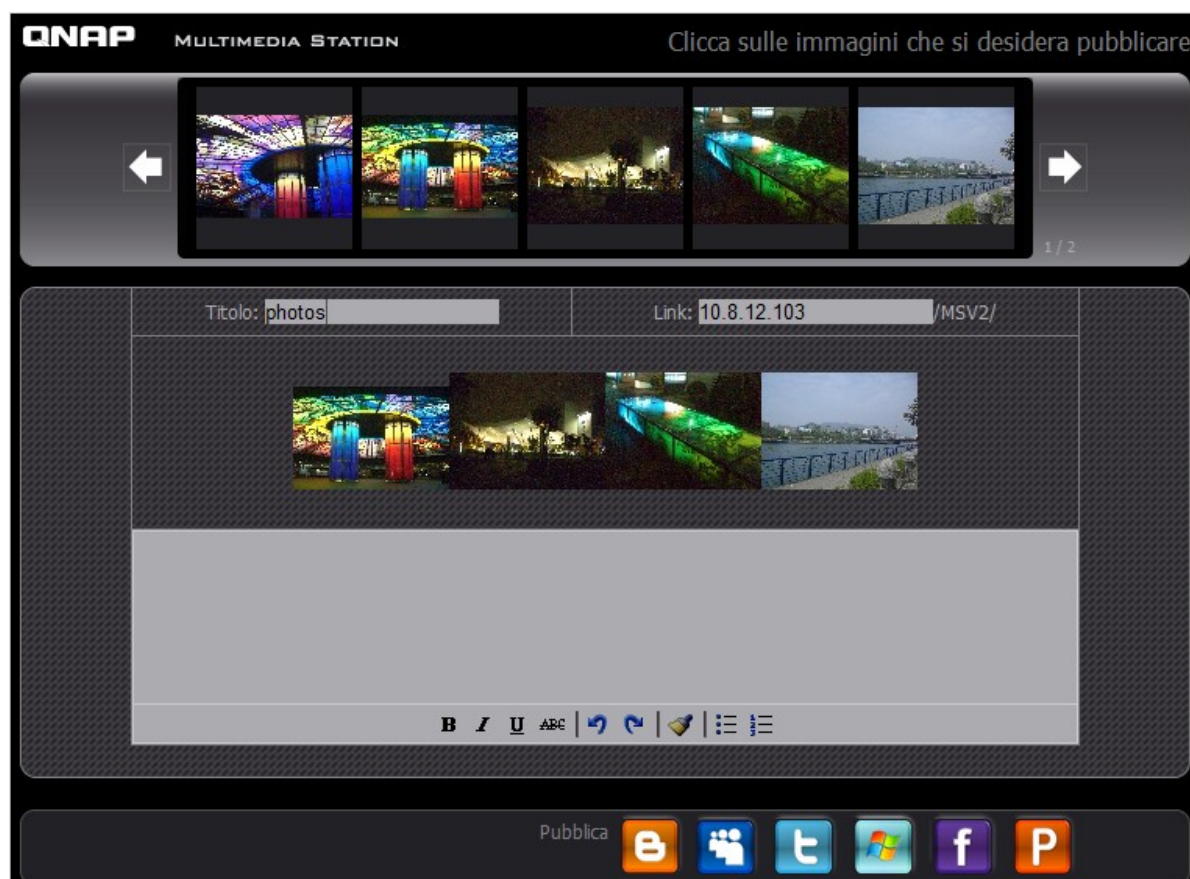 QNAP MULTIMEDIA STATION Clicca sulle immagini che si desidera pubblicare
1 / 2
Titolo: photos Link: 10.8.12.103 /MSV2/
B I U ABC
Pubblica